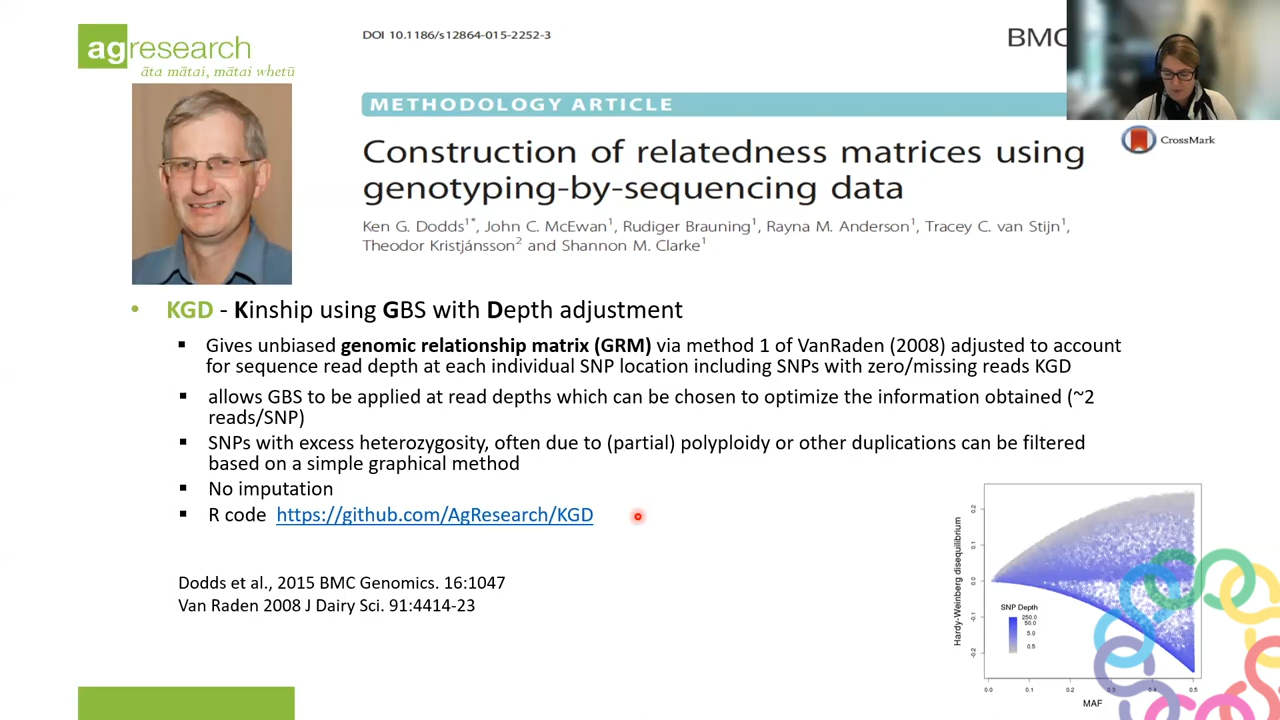 agresearch
āta mātai, mātai whetū
DOI 10.1186/s12864-015-2252-3
BMC
METHODOLOGY ARTICLE
CrossMark
Construction of relatedness matrices using
genotyping-by-sequencing data
Ken G. Dodds1*, John C. McEwan1, Rudiger Brauning1, Rayna M. Anderson1, Tracey C. van Stijn1,
Theodor Kristjánsson2 and Shannon M. Clarke1
• KGD - Kinship using GBS with Depth adjustment
▪ Gives unbiased genomic relationship matrix (GRM) via method 1 of VanRaden (2008) adjusted to account
for sequence read depth at each individual SNP location including SNPs with zero/missing reads KGD
▪ allows GBS to be applied at read depths which can be chosen to optimize the information obtained (~2
reads/SNP)
▪ SNPs with excess heterozygosity, often due to (partial) polyploidy or other duplications can be filtered
based on a simple graphical method
▪ No imputation
▪ R code https://github.com/AgResearch/KGD
Dodds et al., 2015 BMC Genomics. 16:1047
Van Raden 2008 J Dairy Sci. 91:4414-23
Hardy-Weinberg disequilibrium
0.2
0.1
0.0
-0.1
-0.2
SNP Depth
250.0
50.0
5.0
0.5
0.0 0.1 0.2 0.3 0.4 0.5
MAF